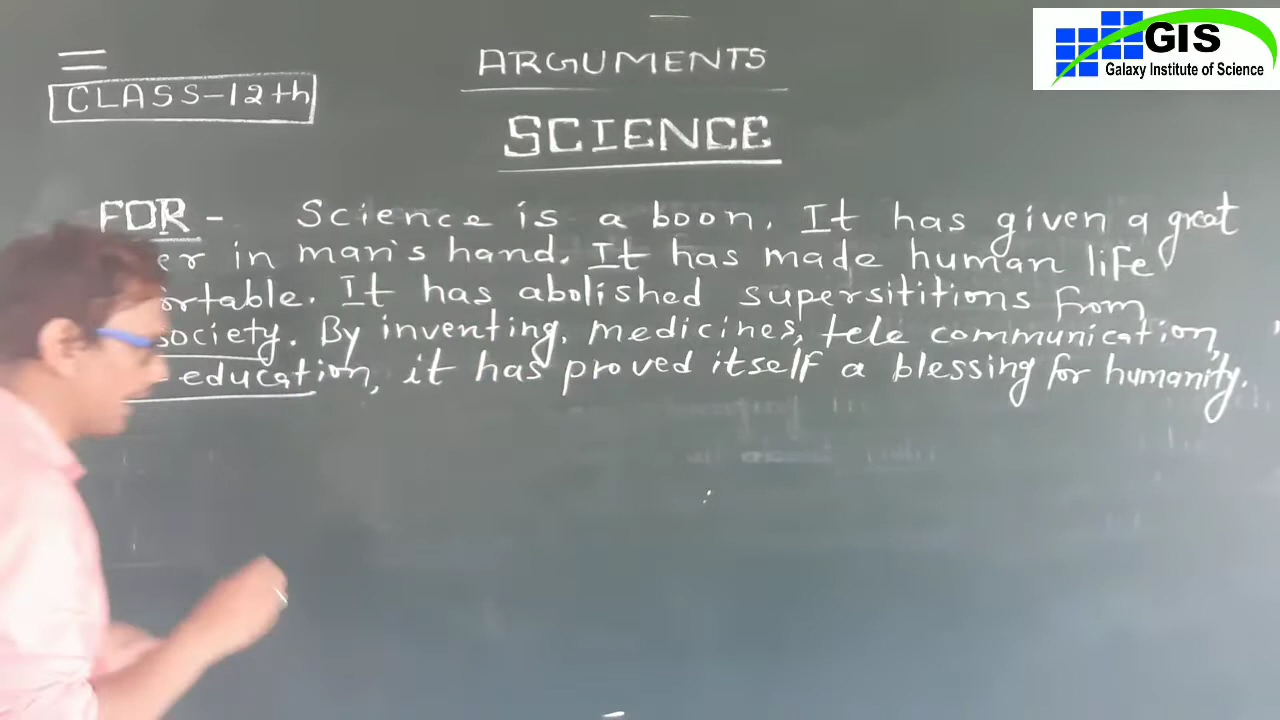 GIS
Galaxy Institute of Science
ARGUMENTS
CLASS-12th
SCIENCE
FOR - Science is a boon. It has given a great
er in man's hand. It has made human life
rtable. It has abolished supersititions from
society. By inventing, medicines, tele communication,
- education, it has proved itself a blessing for humanity.